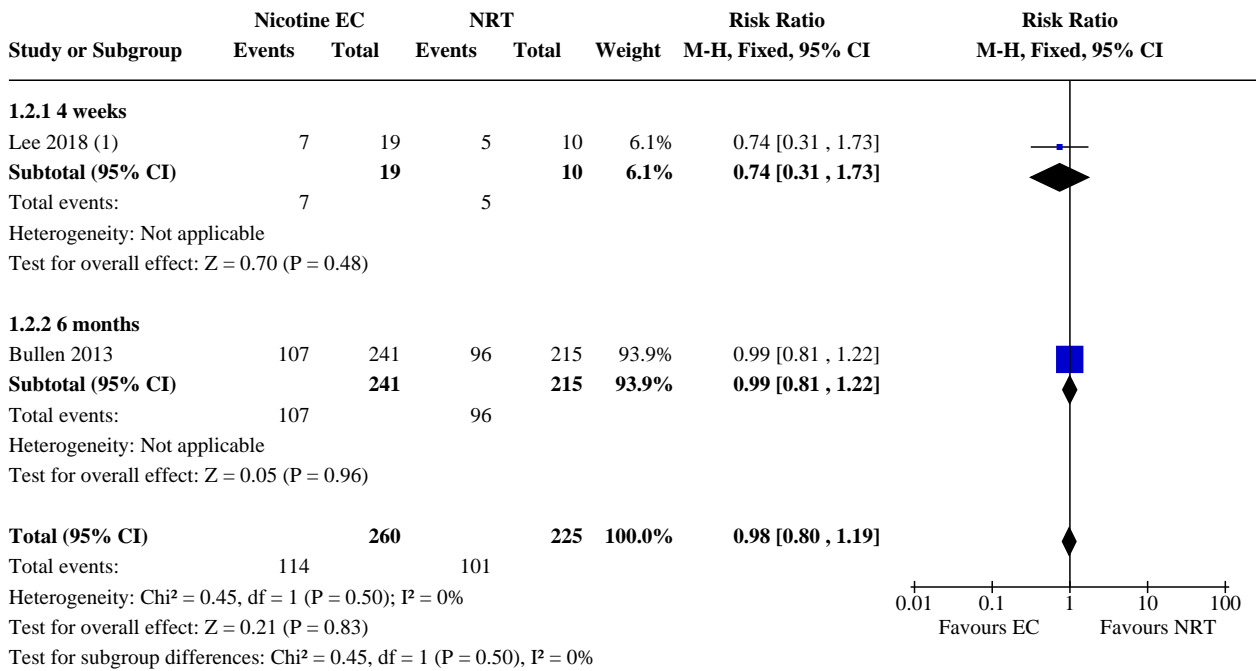 Nicotine EC NRT Risk Ratio Risk Ratio
Study or Subgroup Events Total Events Total Weight M-H, Fixed, 95% CI M-H, Fixed, 95% CI
1.2.1 4 weeks
Lee 2018 (1) 7 19 5 10 6.1% 0.74 [0.31 , 1.73]
Subtotal (95% CI) 19 10 6.1% 0.74 [0.31 , 1.73]
Total events: 7 5
Heterogeneity: Not applicable
Test for overall effect: Z = 0.70 (P = 0.48)
1.2.2 6 months
Bullen 2013 107 241 96 215 93.9% 0.99 [0.81 , 1.22]
Subtotal (95% CI) 241 215 93.9% 0.99 [0.81 , 1.22]
Total events: 107 96
Heterogeneity: Not applicable
Test for overall effect: Z = 0.05 (P = 0.96)
Total (95% CI) 260 225 100.0% 0.98 [0.80 , 1.19]
Total events: 114 101
Heterogeneity: Chi² = 0.45, df = 1 (P = 0.50); I² = 0%
0.01 0.1 1 10 100
Test for overall effect: Z = 0.21 (P = 0.83)
Favours EC Favours NRT
Test for subgroup differences: Chi² = 0.45, df = 1 (P = 0.50), I² = 0%